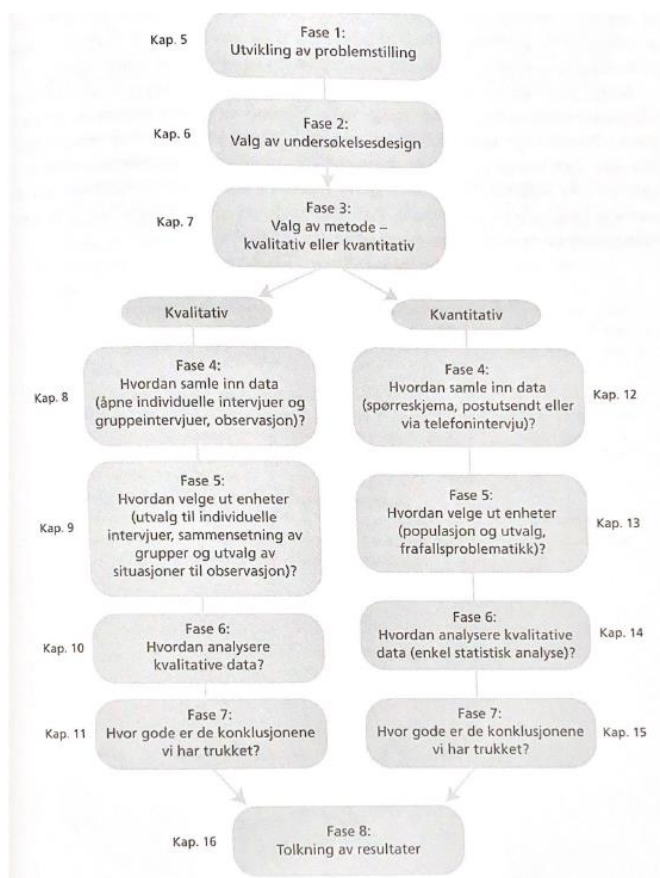 Kap. 5
Fase 1:
Utvikling av problemstilling
Kap. 6
Fase 2:
Valg av undersøkelsesdesign
Kap. 7
Fase 3:
Valg av metode –
kvalitativ eller kvantitativ
Kvalitativ
Kvantitativ
Kap. 8
Fase 4:
Hvordan samle inn data
(åpne individuelle intervjuer og
gruppeintervjuer, observasjon)?
Fase 4:
Hvordan samle inn data
(spørreskjema, postutsendt eller
via telefonintervju)?
Kap. 12
Kap. 9
Fase 5:
Hvordan velge ut enheter
(utvalg til individuelle
intervjuer, sammensetning av
grupper og utvalg av
situasjoner til observasjon)?
Fase 5:
Hvordan velge ut enheter
(populasjon og utvalg,
frafallsproblematikk)?
Kap. 13
Kap. 10
Fase 6:
Hvordan analysere
kvalitative data?
Fase 6:
Hvordan analysere kvalitative
data (enkel statistisk analyse)?
Kap. 14
Kap. 11
Fase 7:
Hvor gode er de konklusjonene
vi har trukket?
Fase 7:
Hvor gode er de konklusjonene
vi har trukket?
Kap. 15
Kap. 16
Fase 8:
Tolkning av resultater